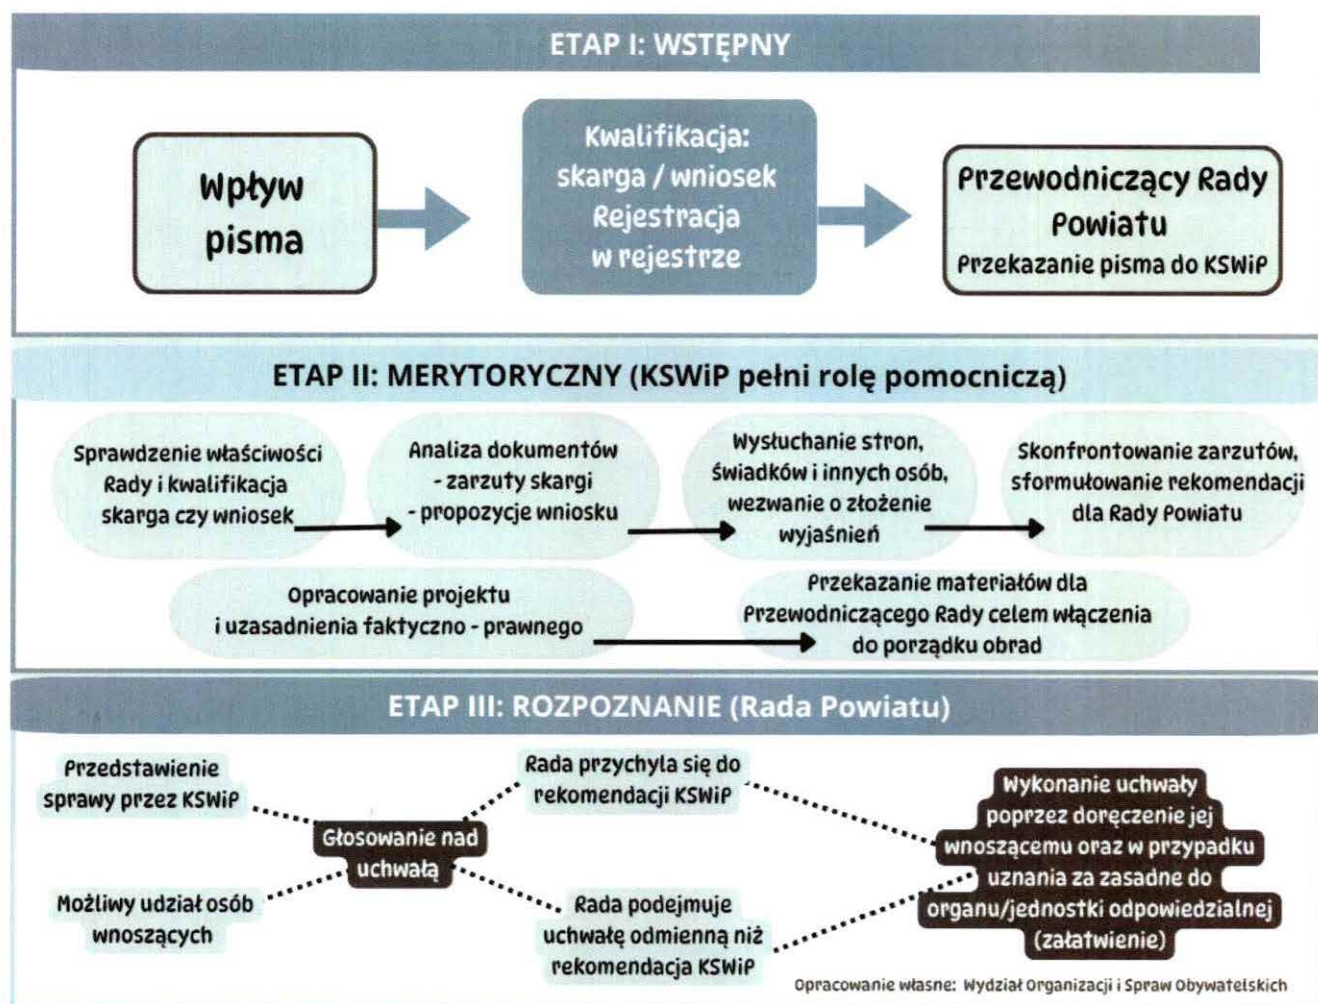 ETAP I: WSTĘPNY
Wpływ
pisma
Kwalifikacja:
skarga / wniosek
Rejestracja
w rejestrze
Przewodniczący Rady
Powiatu
Przekazanie pisma do KSWiP
ETAP II: MERYTORYCZNY (KSWiP pełni rolę pomocniczą)
Sprawdzenie właściwości
Rady i kwalifikacja
skarga czy wniosek
Analiza dokumentów
- zarzuty skargi
- propozycje wniosku
Wysłuchanie stron,
świadków i innych osób,
wezwanie o złożenie
wyjaśnień
Skonfrontowanie zarzutów,
sformułowanie rekomendacji
dla Rady Powiatu
Opracowanie projektu
i uzasadnienia faktyczno - prawnego
Przekazanie materiałów dla
Przewodniczącego Rady celem włączenia
do porządku obrad
ETAP III: ROZPOZNANIE (Rada Powiatu)
Przedstawienie
sprawy przez KSWiP
Możliwy udział osób
wnoszących
Głosowanie nad
uchwałą
Rada przychyla się do
rekomendacji KSWiP
Rada podejmuje
uchwałę odmienną niż
rekomendacja KSWiP
Wykonanie uchwały
poprzez doręczenie jej
wnoszącemu oraz w przypadku
uznania za zasadne do
organu/jednostki odpowiedzialnej
(załatwienie)
Opracowanie własne: Wydział Organizacji i Spraw Obywatelskich